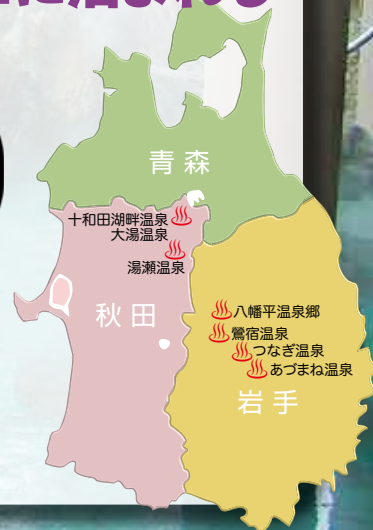 青森
十和田湖畔温泉
大湯温泉
湯瀬温泉
秋田
八幡平温泉郷
鶯宿温泉
つなぎ温泉
あづまね温泉
岩手